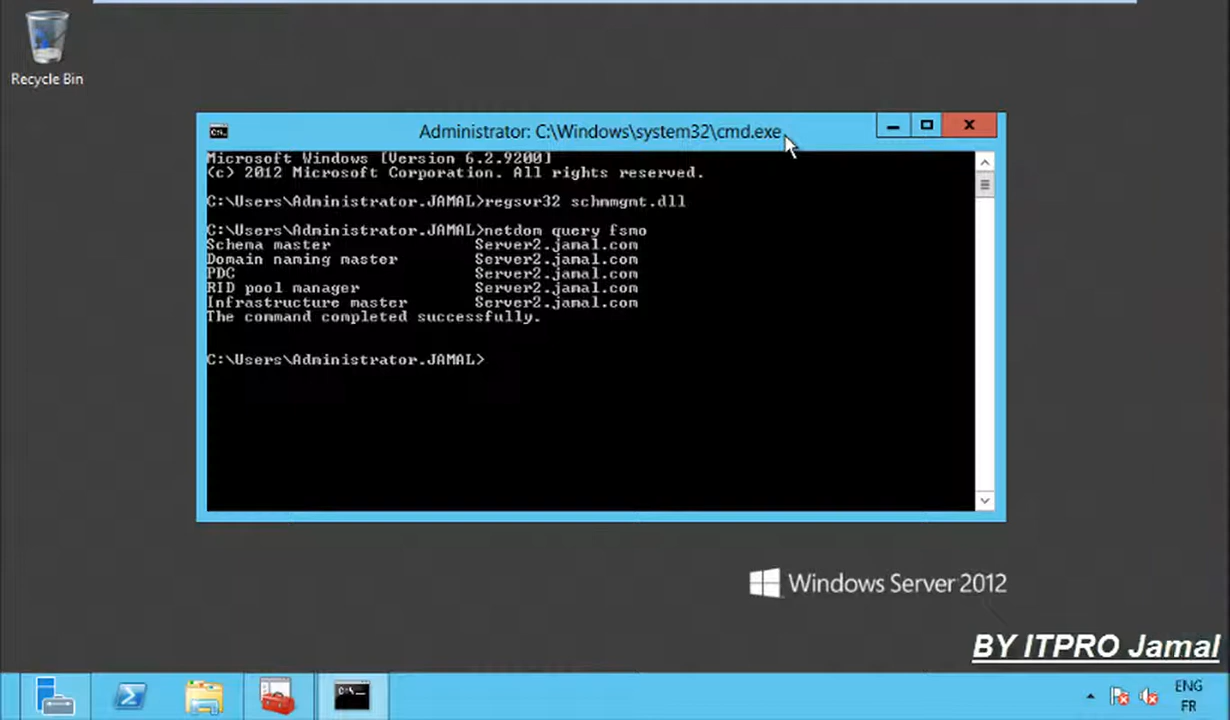 Recycle Bin
Administrator: C:\Windows\system32\cmd.exe
Microsoft Windows [Version 6.2.9200]
(c) 2012 Microsoft Corporation. All rights reserved.
C:\Users\Administrator.JAMAL>regsvr32 schmmgmt.dll
C:\Users\Administrator.JAMAL>netdom query fsmo
Schema master Server2.jamal.com
Domain naming master Server2.jamal.com
PDC Server2.jamal.com
RID pool manager Server2.jamal.com
Infrastructure master Server2.jamal.com
The command completed successfully.
C:\Users\Administrator.JAMAL>
Windows Server 2012
BY ITPRO Jamal
ENG
FR